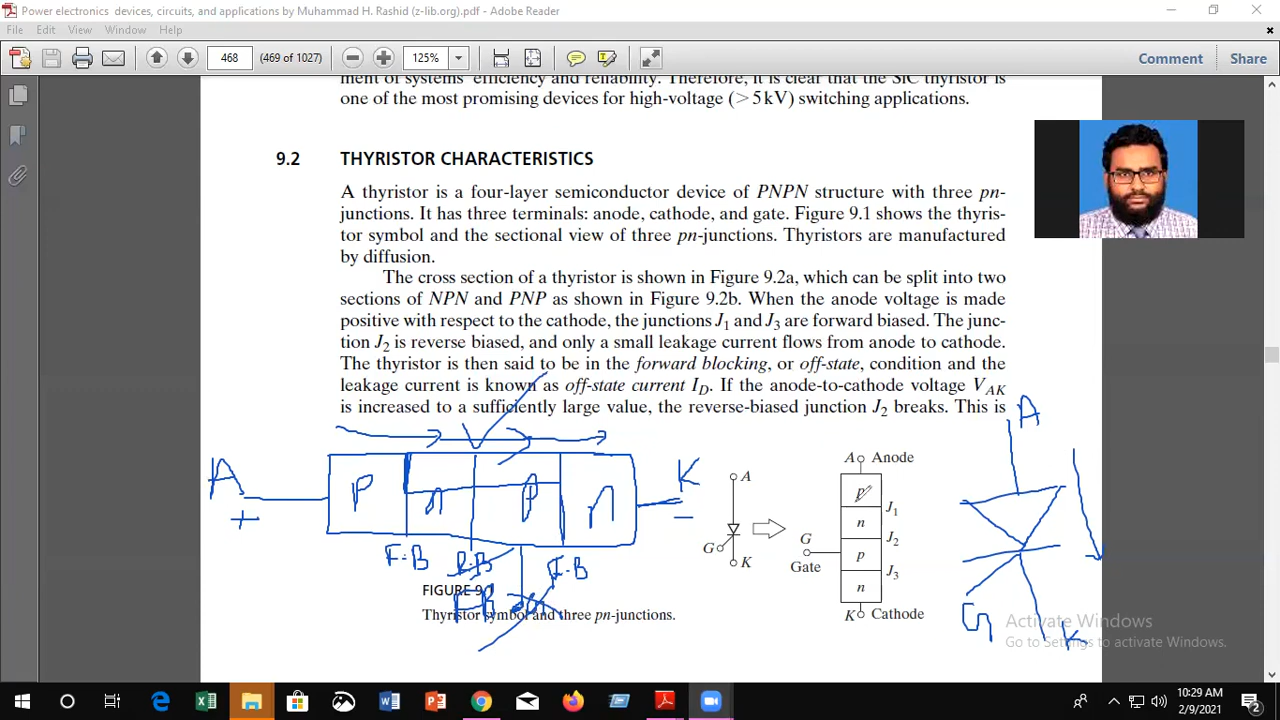 Power electronics devices, circuits, and applications by Muhammad H. Rashid (z-lib.org).pdf - Adobe Reader
File Edit View Window Help
468 (469 of 1027) 125% Comment Share
ment of systems' efficiency and reliability. Therefore, it is clear that the SiC thyristor is
one of the most promising devices for high-voltage (>5 kV) switching applications.
9.2 THYRISTOR CHARACTERISTICS
A thyristor is a four-layer semiconductor device of PNPN structure with three pn-
junctions. It has three terminals: anode, cathode, and gate. Figure 9.1 shows the thyris-
tor symbol and the sectional view of three pn-junctions. Thyristors are manufactured
by diffusion.
The cross section of a thyristor is shown in Figure 9.2a, which can be split into two
sections of NPN and PNP as shown in Figure 9.2b. When the anode voltage is made
positive with respect to the cathode, the junctions J1 and J3 are forward biased. The junc-
tion J2 is reverse biased, and only a small leakage current flows from anode to cathode.
The thyristor is then said to be in the forward blocking, or off-state, condition and the
leakage current is known as off-state current ID. If the anode-to-cathode voltage VAK
is increased to a sufficiently large value, the reverse-biased junction J2 breaks. This is
A + P n P n K -
F.B R.B F.B
FB
A G K
A Anode
p J1
n J2
G Gate p J3
n
K Cathode
A G K
FIGURE 9
Thyristor symbol and three pn-junctions.
Activate Windows
Go to Settings to activate Windows.
10:29 AM
2/9/2021
2